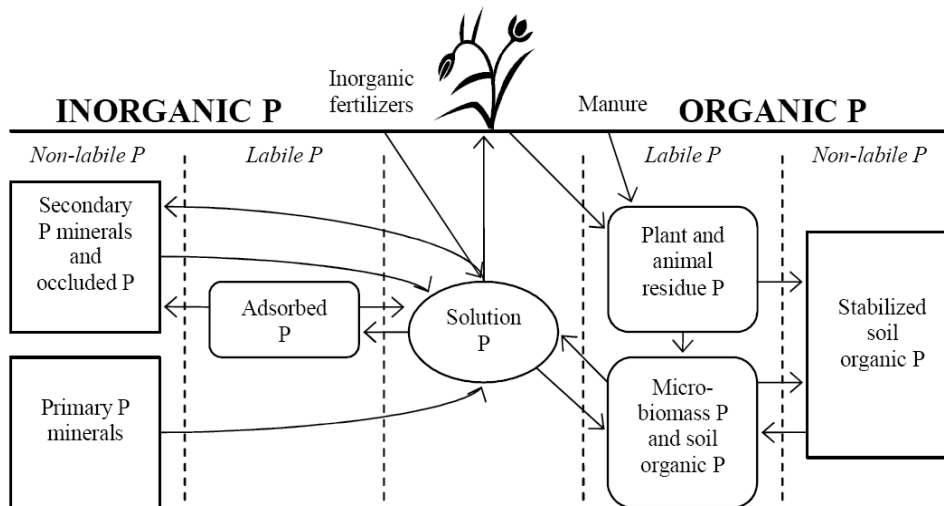 Inorganic
fertilizers
Manure
INORGANIC P
ORGANIC P
Non-labile P
Labile P
Labile P
Non-labile P
Secondary
P minerals
and
occluded P
Adsorbed
P
Solution
P
Plant and
animal
residue P
Stabilized
soil
organic P
Primary P
minerals
Micro-
biomass P
and soil
organic P